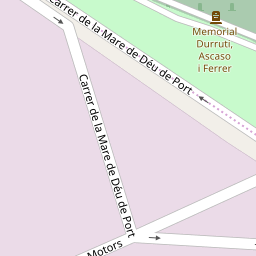 Carrer de la Mare de Déu de Port
Memorial
Durruti,
Ascaso
i Ferrer
Carrer de la Mare de Déu de Port
Motors